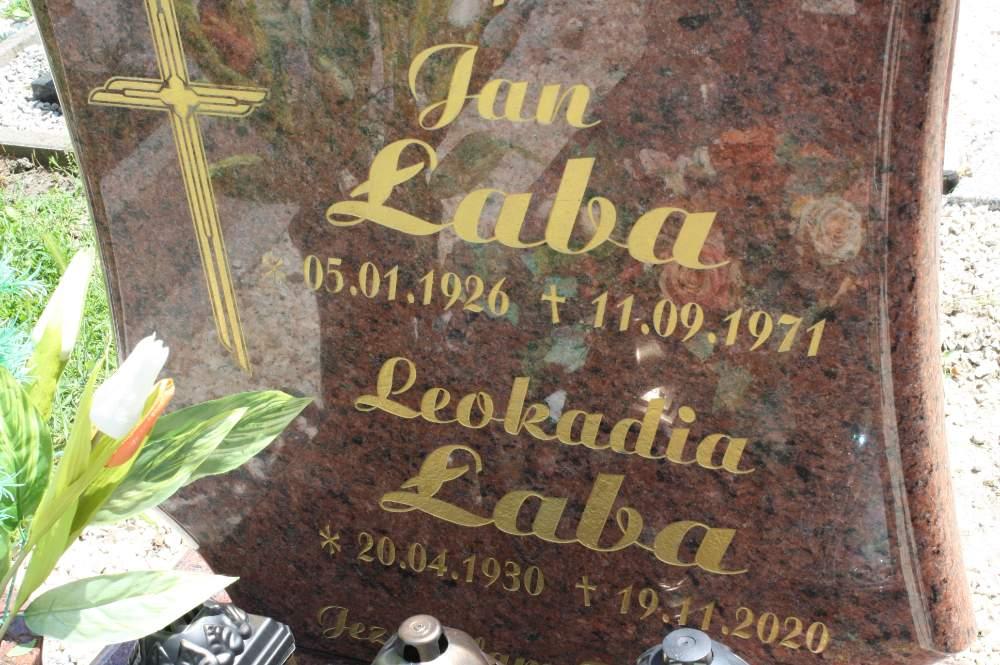 Jan
Łaba
* 05.01.1926 † 11.09.1971
Leokadia
Łaba
* 20.04.1930 † 19.11.2020